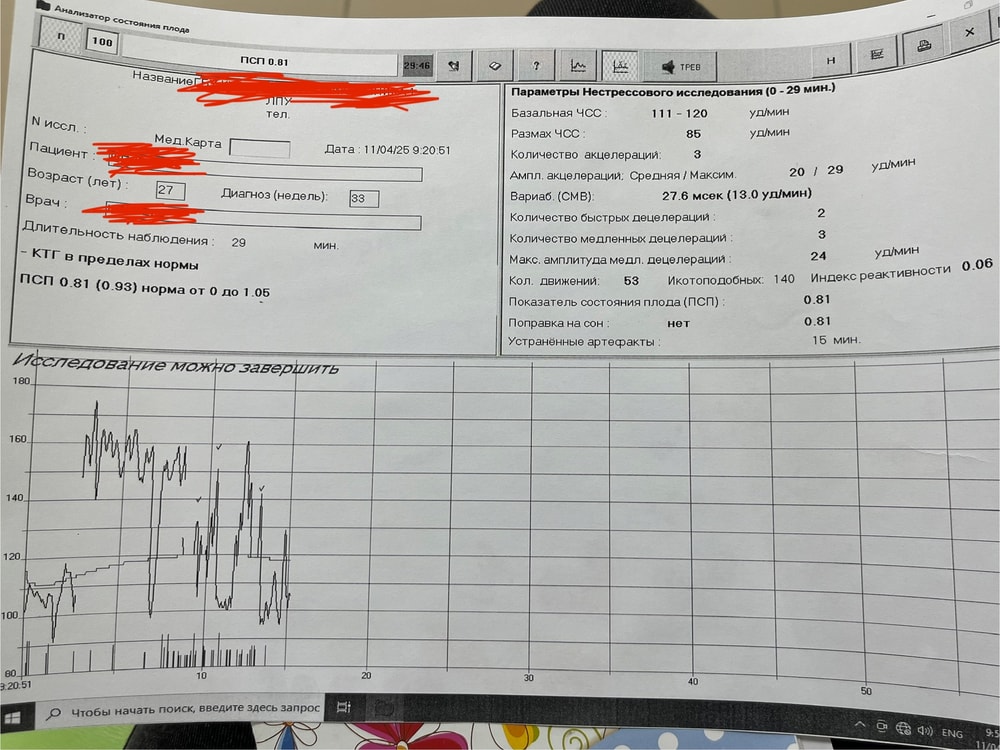 Анализатор состояния плода
П 100 ПСП 0.81 29:46 ? ТРЕВ Н
Название
ЛПУ
тел.
N иссл. :
Мед.Карта
Дата : 11/04/25 9:20:51
Пациент :
Возраст (лет) : 27 Диагноз (недель): 33
Врач :
Длительность наблюдения : 29 мин.
- КТГ в пределах нормы
ПСП 0.81 (0.93) норма от 0 до 1.05
Параметры Нестрессового исследования (0 - 29 мин.)
Базальная ЧСС : 111 - 120 уд/мин
Размах ЧСС : 85 уд/мин
Количество акцелераций: 3
Ампл. акцелераций; Средняя / Максим. 20 / 29 уд/мин
Вариаб. (СМВ): 27.6 мсек (13.0 уд/мин)
Количество быстрых децелераций : 2
Количество медленных децелераций : 3
Макс. амплитуда медл. децелераций : 24 уд/мин
Кол. движений: 53 Икотоподобных: 140 Индекс реактивности 0.06
Показатель состояния плода (ПСП) : 0.81
Поправка на сон : нет 0.81
Устранённые артефакты : 15 мин.
Исследование можно завершить
180
160
140
120
100
80
9:20:51 10 20 30 40 50
Чтобы начать поиск, введите здесь запрос
ENG